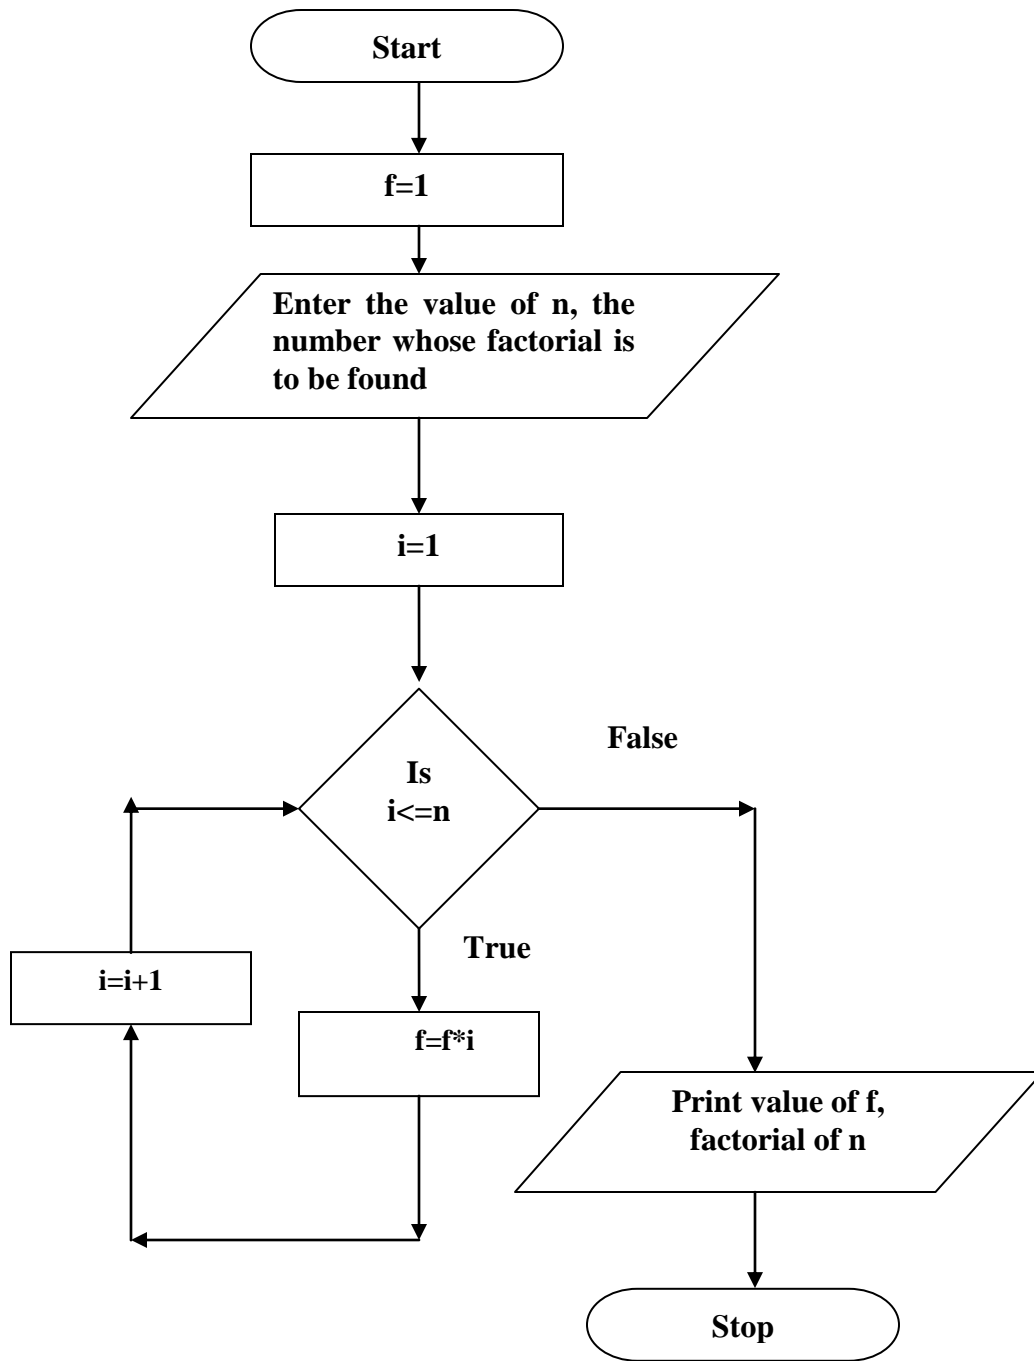 Start
f=1
Enter the value of n, the
number whose factorial is
to be found
i=1
Is
i<=n
False
True
i=i+1
f=f*i
Print value of f,
factorial of n
Stop